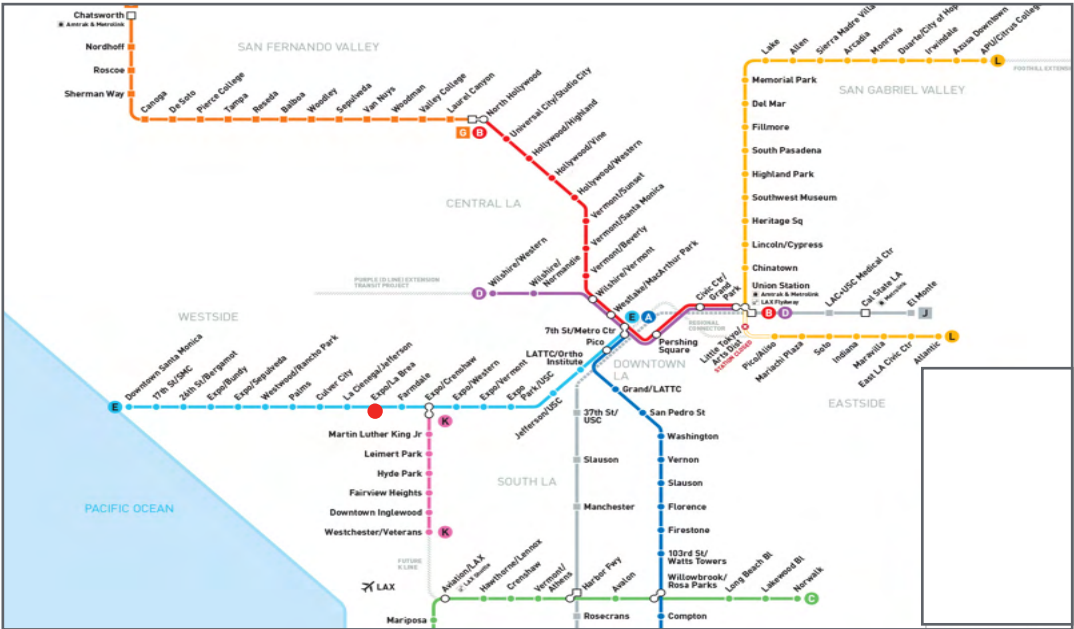 Chatsworth
Amtrak & Metrolink
Nordhoff
Roscoe
Sherman Way
Canoga
De Soto
Pierce College
Tampa
Reseda
Balboa
Woodley
Sepulveda
Van Nuys
Woodman
Valley College
Laurel Canyon
North Hollywood
G
B
SAN FERNANDO VALLEY
Universal City/Studio City
Hollywood/Highland
Hollywood/Vine
Hollywood/Western
Vermont/Sunset
Vermont/Santa Monica
Vermont/Beverly
Wilshire/Vermont
Westlake/MacArthur Park
CENTRAL LA
PURPLE (D LINE) EXTENSION
TRANSIT PROJECT
D
Wilshire/Western
Wilshire/
Normandie
Lake
Allen
Sierra Madre Villa
Arcadia
Monrovia
Duarte/City of Hop
Irwindale
Azusa Downtown
APU/Citrus College
L
FOOTHILL EXTENSI
SAN GABRIEL VALLEY
Memorial Park
Del Mar
Fillmore
South Pasadena
Highland Park
Southwest Museum
Heritage Sq
Lincoln/Cypress
Chinatown
Union Station
Amtrak & Metrolink
LAX Flyaway
B
D
Civic Ctr/
Grand
Park
LAC+USC Medical Ctr
Cal State LA
Metrolink
El Monte
J
REGIONAL
CONNECTOR
E
A
7th St/Metro Ctr
Pico
Pershing
Square
Little Tokyo/
Arts Dist
STATION CLOSED
Pico/Aliso
Mariachi Plaza
Soto
Indiana
Maravilla
East LA Civic Ctr
Atlantic
L
LATTC/Ortho
Institute
DOWNTOWN
LA
EASTSIDE
WESTSIDE
E
Downtown Santa Monica
17th St/SMC
26th St/Bergamot
Expo/Bundy
Expo/Sepulveda
Westwood/Rancho Park
Palms
Culver City
La Cienega/Jefferson
Expo/La Brea
Farmdale
Expo/Crenshaw
Expo/Western
Expo/Vermont
Expo
Park/USC
Jefferson/USC
K
Martin Luther King Jr
Leimert Park
Hyde Park
Fairview Heights
Downtown Inglewood
Westchester/Veterans
K
FUTURE
K LINE
PACIFIC OCEAN
SOUTH LA
37th St/
USC
Slauson
Manchester
Harbor Fwy
Rosecrans
Grand/LATTC
San Pedro St
Washington
Vernon
Slauson
Florence
Firestone
103rd St/
Watts Towers
Willowbrook/
Rosa Parks
Compton
LAX
Aviation/LAX
LAX Shuttle
Hawthorne/Lennox
Crenshaw
Vermont/
Athens
Avalon
Long Beach Bl
Lakewood Bl
Norwalk
C
Mariposa